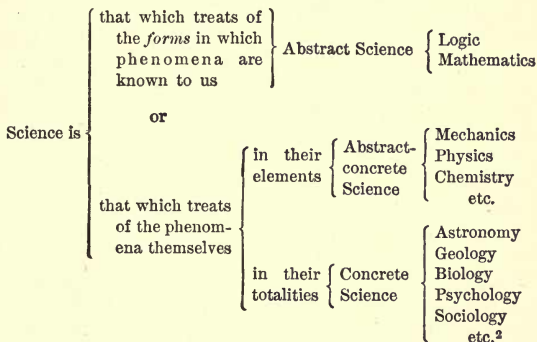 that which treats of
the forms in which
phenomena are
known to us
Abstract Science
Logic
Mathematics
Science is
or
that which treats
of the phenom-
ena themselves
in their
elements
Abstract-
concrete
Science
Mechanics
Physics
Chemistry
etc.
in their
totalities
Concrete
Science
Astronomy
Geology
Biology
Psychology
Sociology
etc.²